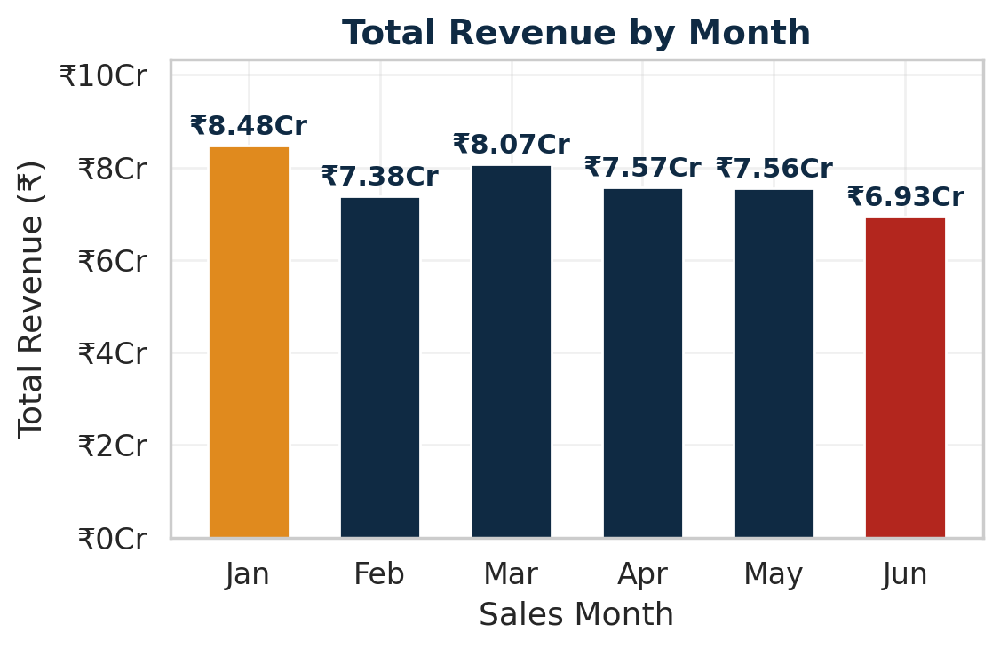 Total Revenue by Month
Total Revenue (₹)
₹10Cr
₹8Cr
₹6Cr
₹4Cr
₹2Cr
₹0Cr
₹8.48Cr
₹7.38Cr
₹8.07Cr
₹7.57Cr
₹7.56Cr
₹6.93Cr
Jan Feb Mar Apr May Jun
Sales Month